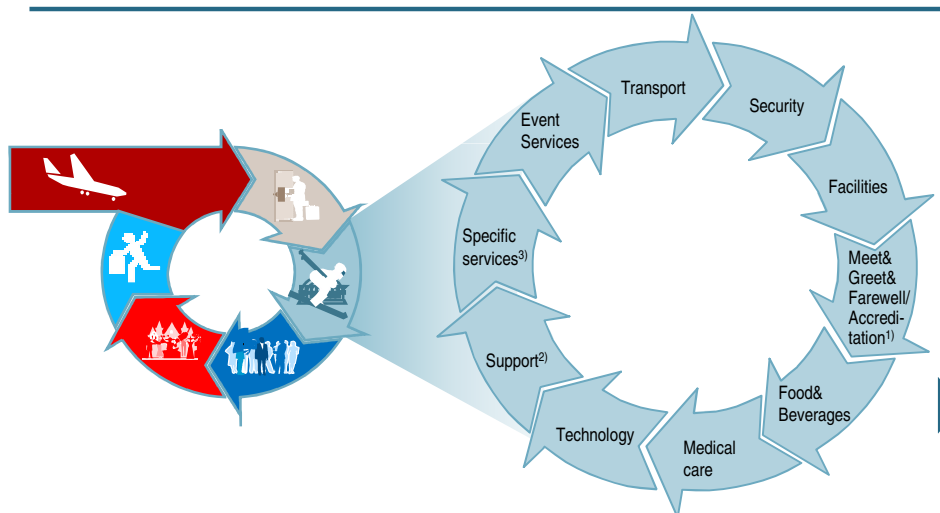 Transport
Security
Event
Services
Facilities
Specific
services3)
Meet&
Greet&
Farewell/
Accredi-
tation1)
Support2)
Food&
Beverages
Technology
Medical
care